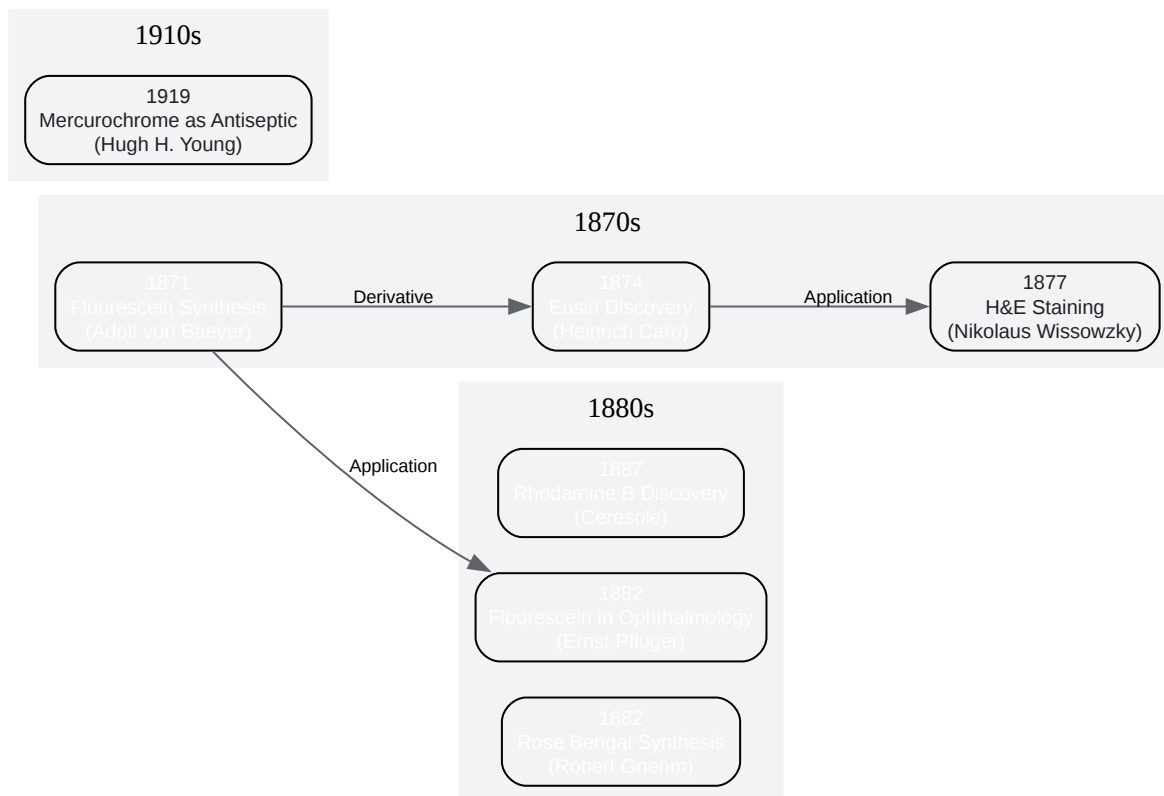 1910s
1919
Mercurochrome as Antiseptic
(Hugh H. Young)
1870s
1871
Fluorescein Synthesis
(Adolf von Baeyer)
Derivative
1874
Eosin Discovery
(Heinrich Caro)
Application
1877
H&E Staining
(Nikolaus Wissowzky)
Application
1880s
1887
Rhodamine B Discovery
(Ceresole)
1882
Fluorescein in Ophthalmology
(Ernst Pflüger)
1882
Rose Bengal Synthesis
(Robert Gnehm)